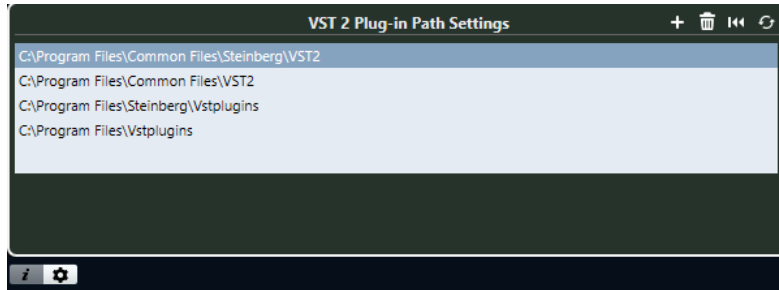 VST 2 Plug-in Path Settings
C:\Program Files\Common Files\Steinberg\VST2
C:\Program Files\Common Files\VST2
C:\Program Files\Steinberg\Vstplugins
C:\Program Files\Vstplugins
i